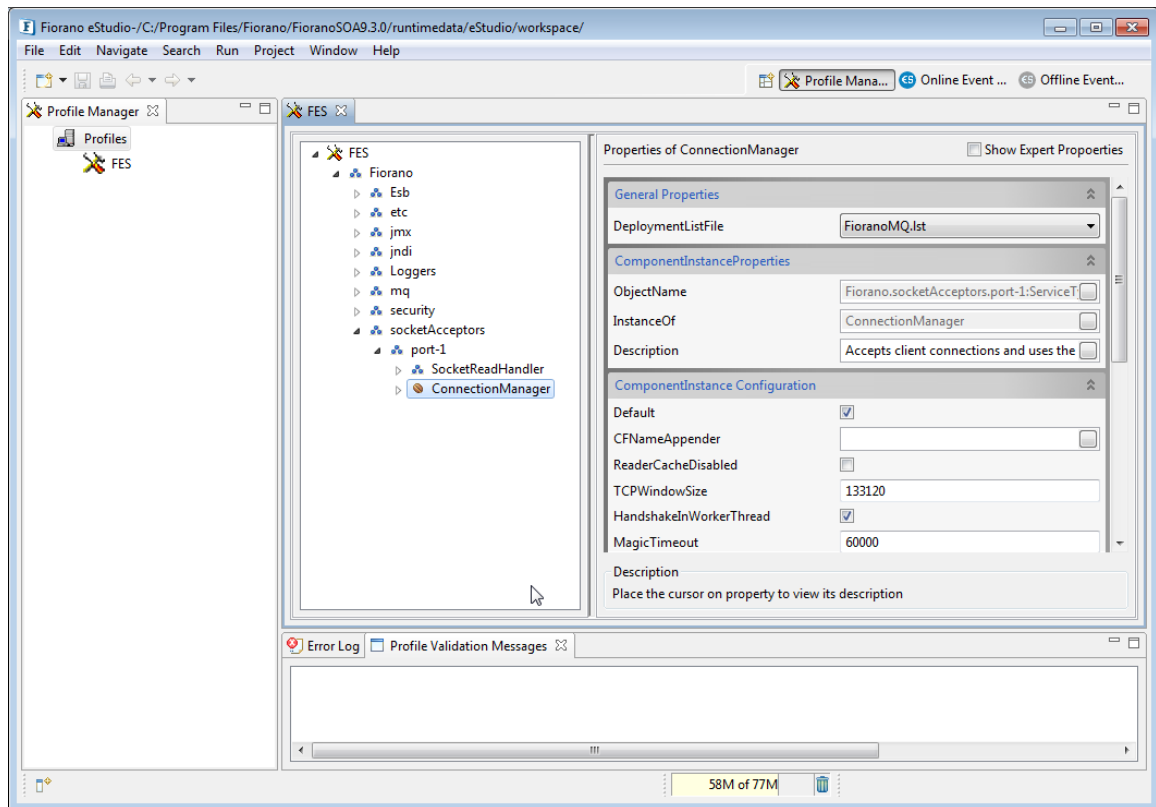 Fiorano eStudio-/C:/Program Files/Fiorano/FioranoSOA9.3.0/runtimedata/eStudio/workspace/
File Edit Navigate Search Run Project Window Help
Profile Mana... Online Event ... Offline Event...
Profile Manager
Profiles
FES
FES
FES
Fiorano
Esb
etc
jmx
jndi
Loggers
mq
security
socketAcceptors
port-1
SocketReadHandler
ConnectionManager
Properties of ConnectionManager
Show Expert Propoerties
General Properties
DeploymentListFile FioranoMQ.lst
ComponentInstanceProperties
ObjectName Fiorano.socketAcceptors.port-1:ServiceT
InstanceOf ConnectionManager
Description Accepts client connections and uses the
ComponentInstance Configuration
Default
CFNameAppender
ReaderCacheDisabled
TCPWindowSize 133120
HandshakeInWorkerThread
MagicTimeout 60000
Description
Place the cursor on property to view its description
Error Log Profile Validation Messages
58M of 77M